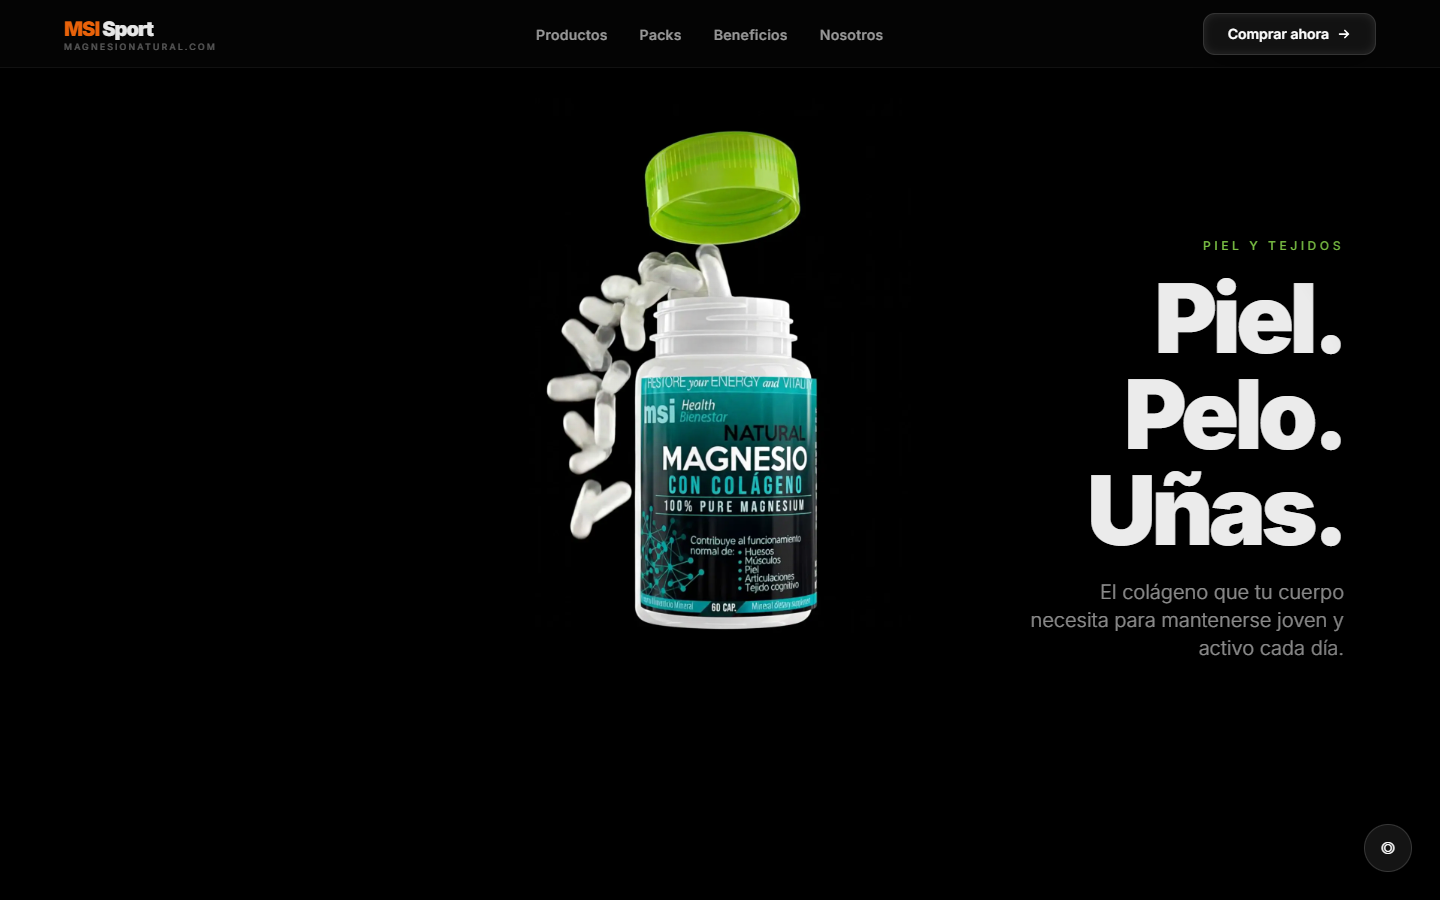 MSI Sport
MAGNESIONATURAL.COM
Productos
Packs
Beneficios
Nosotros
Comprar ahora →
RESTORE your ENERGY and VITALITY
msi Health
Bienestar
NATURAL
MAGNESIO
CON COLÁGENO
100% PURE MAGNESIUM
Contribuye al funcionamiento
normal de: • Huesos
• Músculos
• Piel
• Articulaciones
• Tejido cognitivo
60 CAP.
PIEL Y TEJIDOS
Piel.
Pelo.
Uñas.
El colágeno que tu cuerpo
necesita para mantenerse joven y
activo cada día.